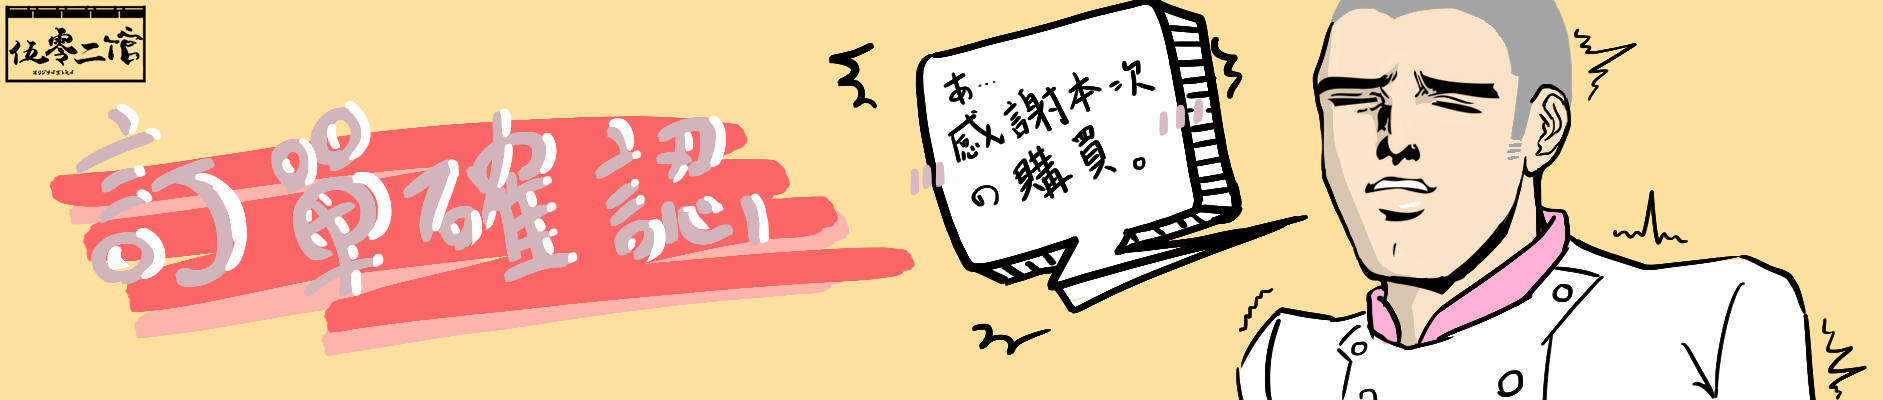 伍零二館
訂單確認
あ…
感謝本次
の購買。